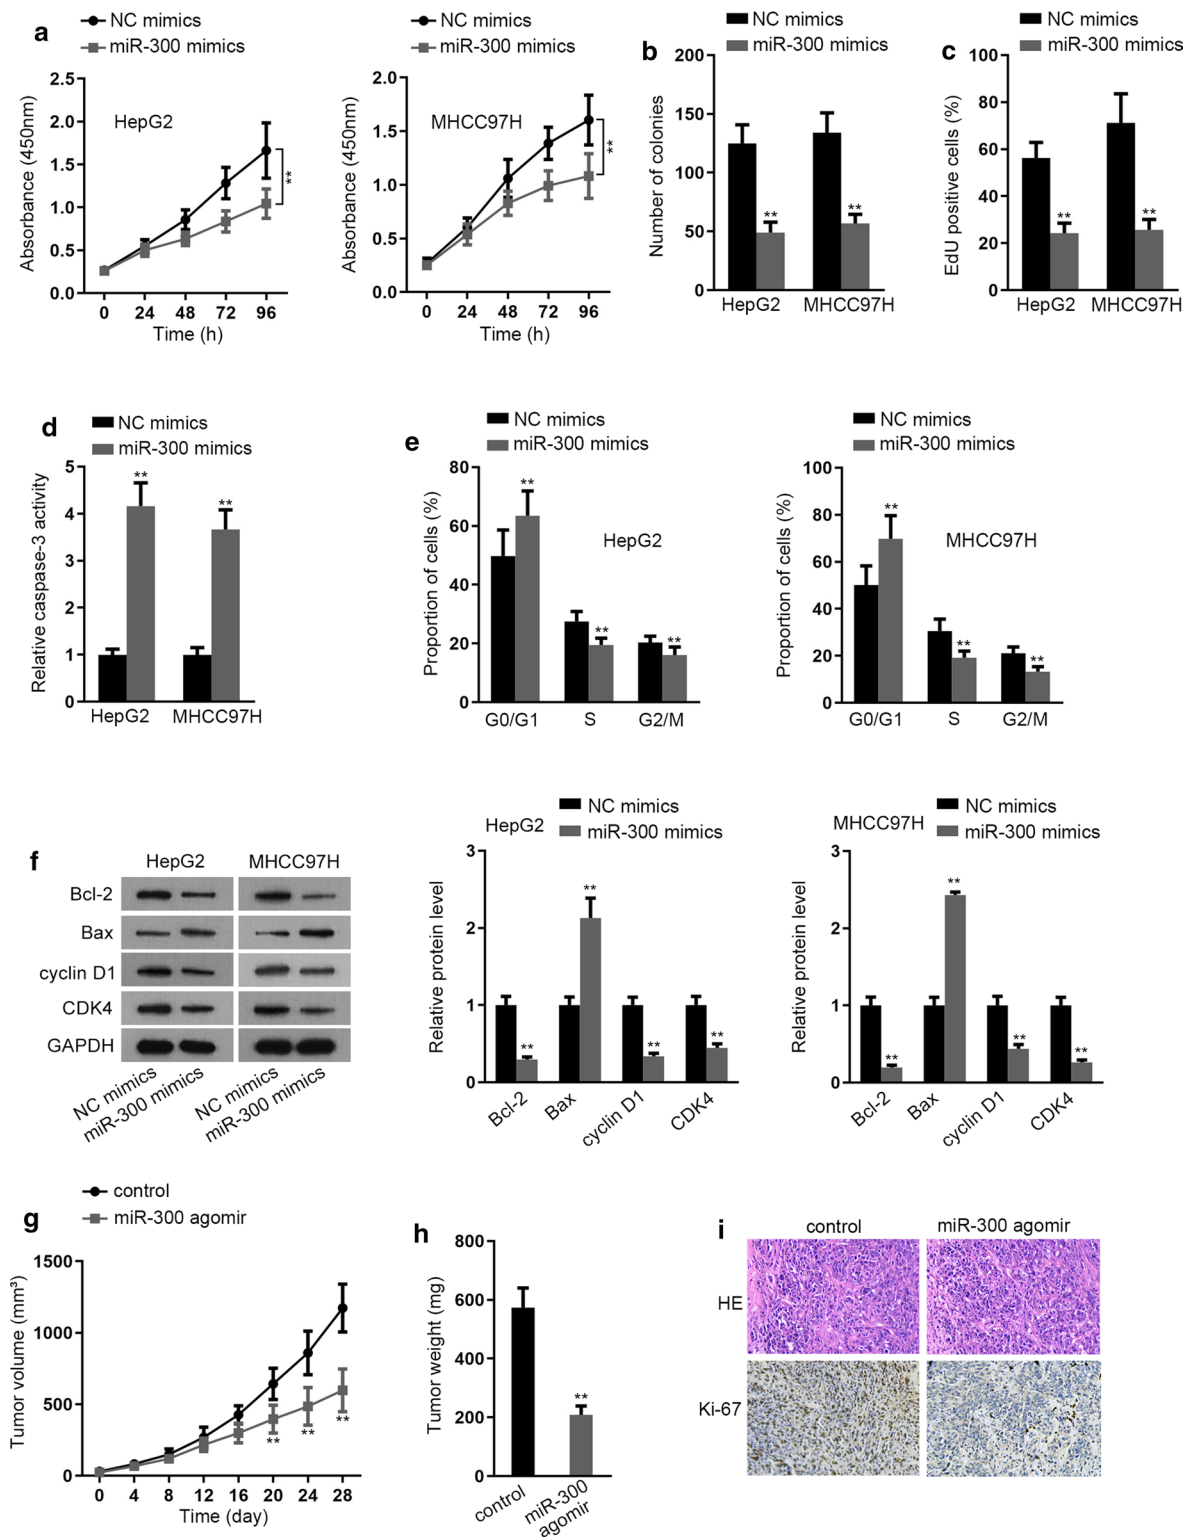 a
NC mimics
miR-300 mimics
HepG2
Absorbance (450nm)
2.5
2.0
1.5
1.0
0.5
0.0
**
0 24 48 72 96
Time (h)
NC mimics
miR-300 mimics
MHCC97H
Absorbance (450nm)
2.0
1.5
1.0
0.5
0.0
**
0 24 48 72 96
Time (h)
b
NC mimics
miR-300 mimics
Number of colonies
200
150
100
50
0
** **
HepG2 MHCC97H
c
NC mimics
miR-300 mimics
EdU positive cells (%)
100
80
60
40
20
0
** **
HepG2 MHCC97H
d
NC mimics
miR-300 mimics
Relative caspase-3 activity
5
4
3
2
1
0
** **
HepG2 MHCC97H
e
NC mimics
miR-300 mimics
HepG2
Proportion of cells (%)
80
60
40
20
0
** ** **
G0/G1 S G2/M
NC mimics
miR-300 mimics
MHCC97H
Proportion of cells (%)
100
80
60
40
20
0
** ** **
G0/G1 S G2/M
f
HepG2 MHCC97H
Bcl-2
Bax
cyclin D1
CDK4
GAPDH
NC mimics
miR-300 mimics
NC mimics
miR-300 mimics
HepG2
NC mimics
miR-300 mimics
Relative protein level
3
2
1
0
** ** ** **
Bcl-2 Bax cyclin D1 CDK4
MHCC97H
NC mimics
miR-300 mimics
Relative protein level
3
2
1
0
** ** ** **
Bcl-2 Bax cyclin D1 CDK4
g
control
miR-300 agomir
Tumor volume (mm³)
1500
1000
500
0
** ** **
0 4 8 12 16 20 24 28
Time (day)
h
Tumor weight (mg)
800
600
400
200
0
**
control
miR-300
agomir
i
control miR-300 agomir
HE
Ki-67